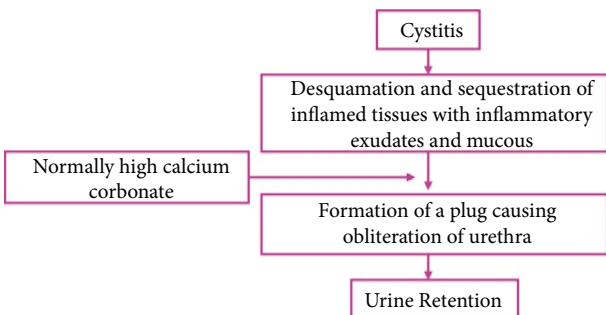 Cystitis
Desquamation and sequestration of
inflamed tissues with inflammatory
exudates and mucous
Normally high calcium
corbonate
Formation of a plug causing
obliteration of urethra
Urine Retention